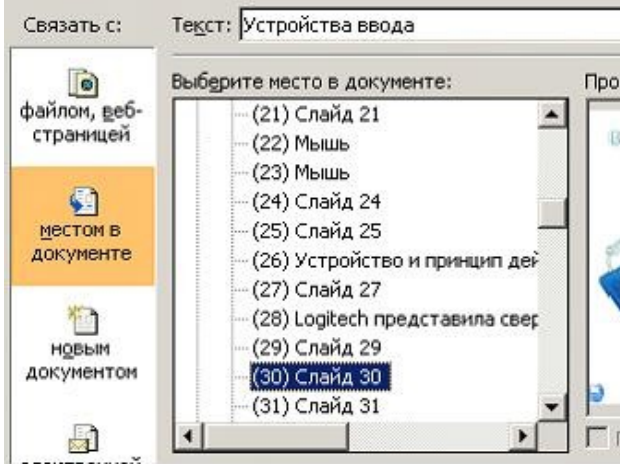 Связать с:
Текст: Устройства ввода
файлом, веб-
страницей
местом в
документе
новым
документом
Выберите место в документе:
(21) Слайд 21
(22) Мышь
(23) Мышь
(24) Слайд 24
(25) Слайд 25
(26) Устройство и принцип дей
(27) Слайд 27
(28) Logitech представила свер
(29) Слайд 29
(30) Слайд 30
(31) Слайд 31
Про